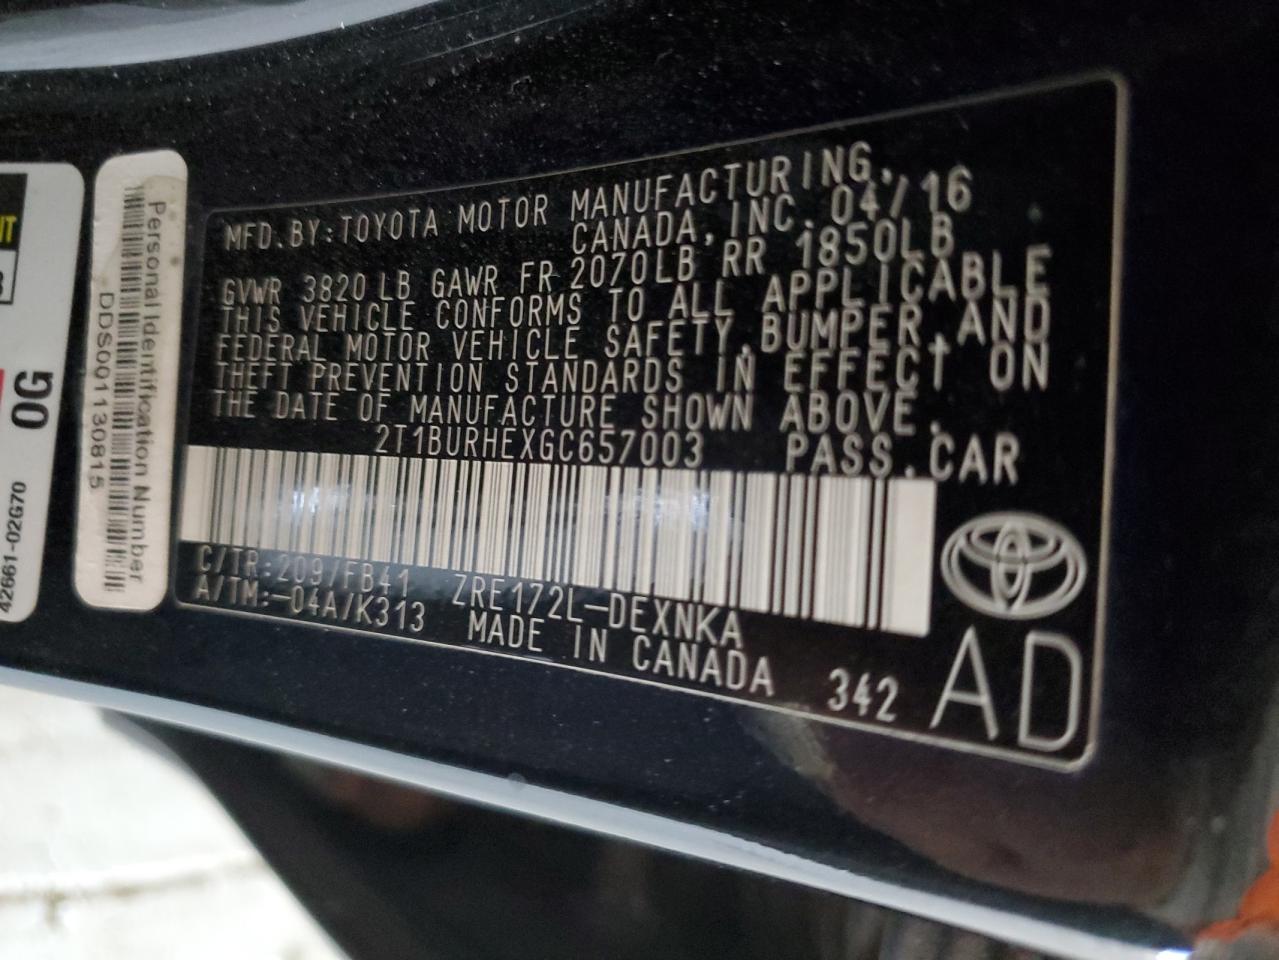 MFD. BY: TOYOTA MOTOR MANUFACTURING,
CANADA, INC. 04/16
GVWR 3820 LB GAWR FR 2070LB RR 1850LB
THIS VEHICLE CONFORMS TO ALL APPLICABLE
FEDERAL MOTOR VEHICLE SAFETY, BUMPER, AND
THEFT PREVENTION STANDARDS IN EFFECT ON
THE DATE OF MANUFACTURE SHOWN ABOVE.
2T1BURHEXGC657003 PASS. CAR
C/TR: 209/FB41 ZRE172L-DEXNKA
A/TM: -04A/K313 MADE IN CANADA 342
AD
Personal Identification Number
DDS001130815
0G
42661-02G70